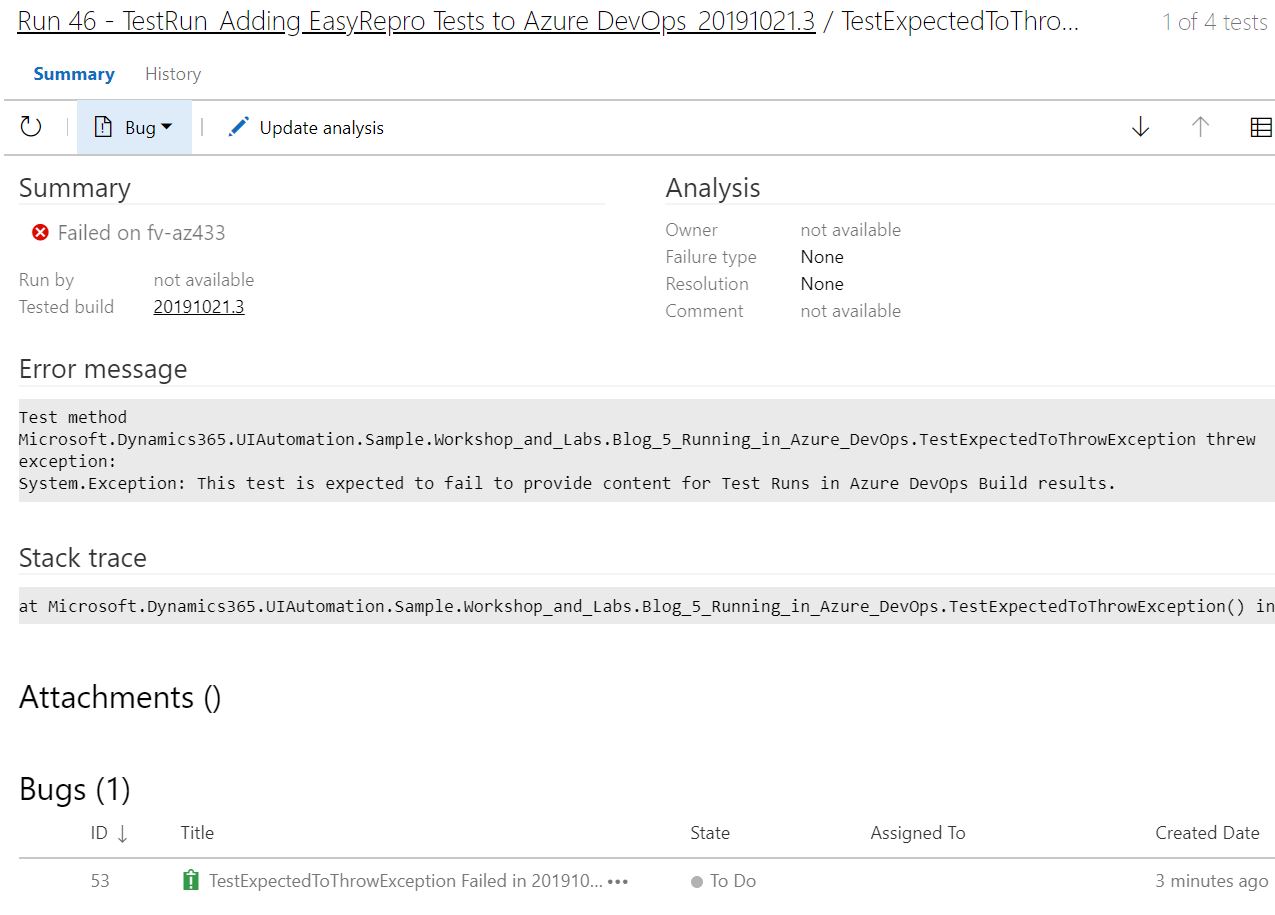 Run 46 - TestRun_Adding EasyRepro Tests to Azure DevOps_20191021.3 / TestExpectedToThro... 1 of 4 tests
Summary History
Bug Update analysis
Summary Analysis
Failed on fv-az433
Owner not available
Failure type None
Run by not available
Resolution None
Tested build 20191021.3
Comment not available
Error message
Test method
Microsoft.Dynamics365.UIAutomation.Sample.Workshop_and_Labs.Blog_5_Running_in_Azure_DevOps.TestExpectedToThrowException threw
exception:
System.Exception: This test is expected to fail to provide content for Test Runs in Azure DevOps Build results.
Stack trace
at Microsoft.Dynamics365.UIAutomation.Sample.Workshop_and_Labs.Blog_5_Running_in_Azure_DevOps.TestExpectedToThrowException() in
Attachments ()
Bugs (1)
ID ↓ Title State Assigned To Created Date
53 TestExpectedToThrowException Failed in 201910... ••• To Do 3 minutes ago